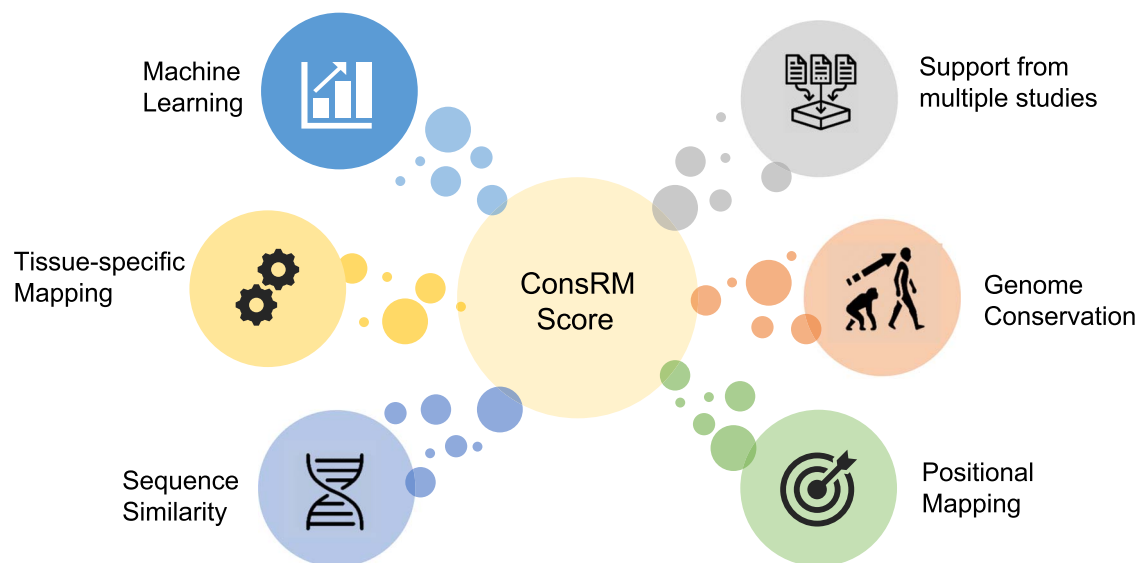 Machine
Learning
Support from
multiple studies
Tissue-specific
Mapping
ConsRM
Score
Genome
Conservation
Sequence
Similarity
Positional
Mapping